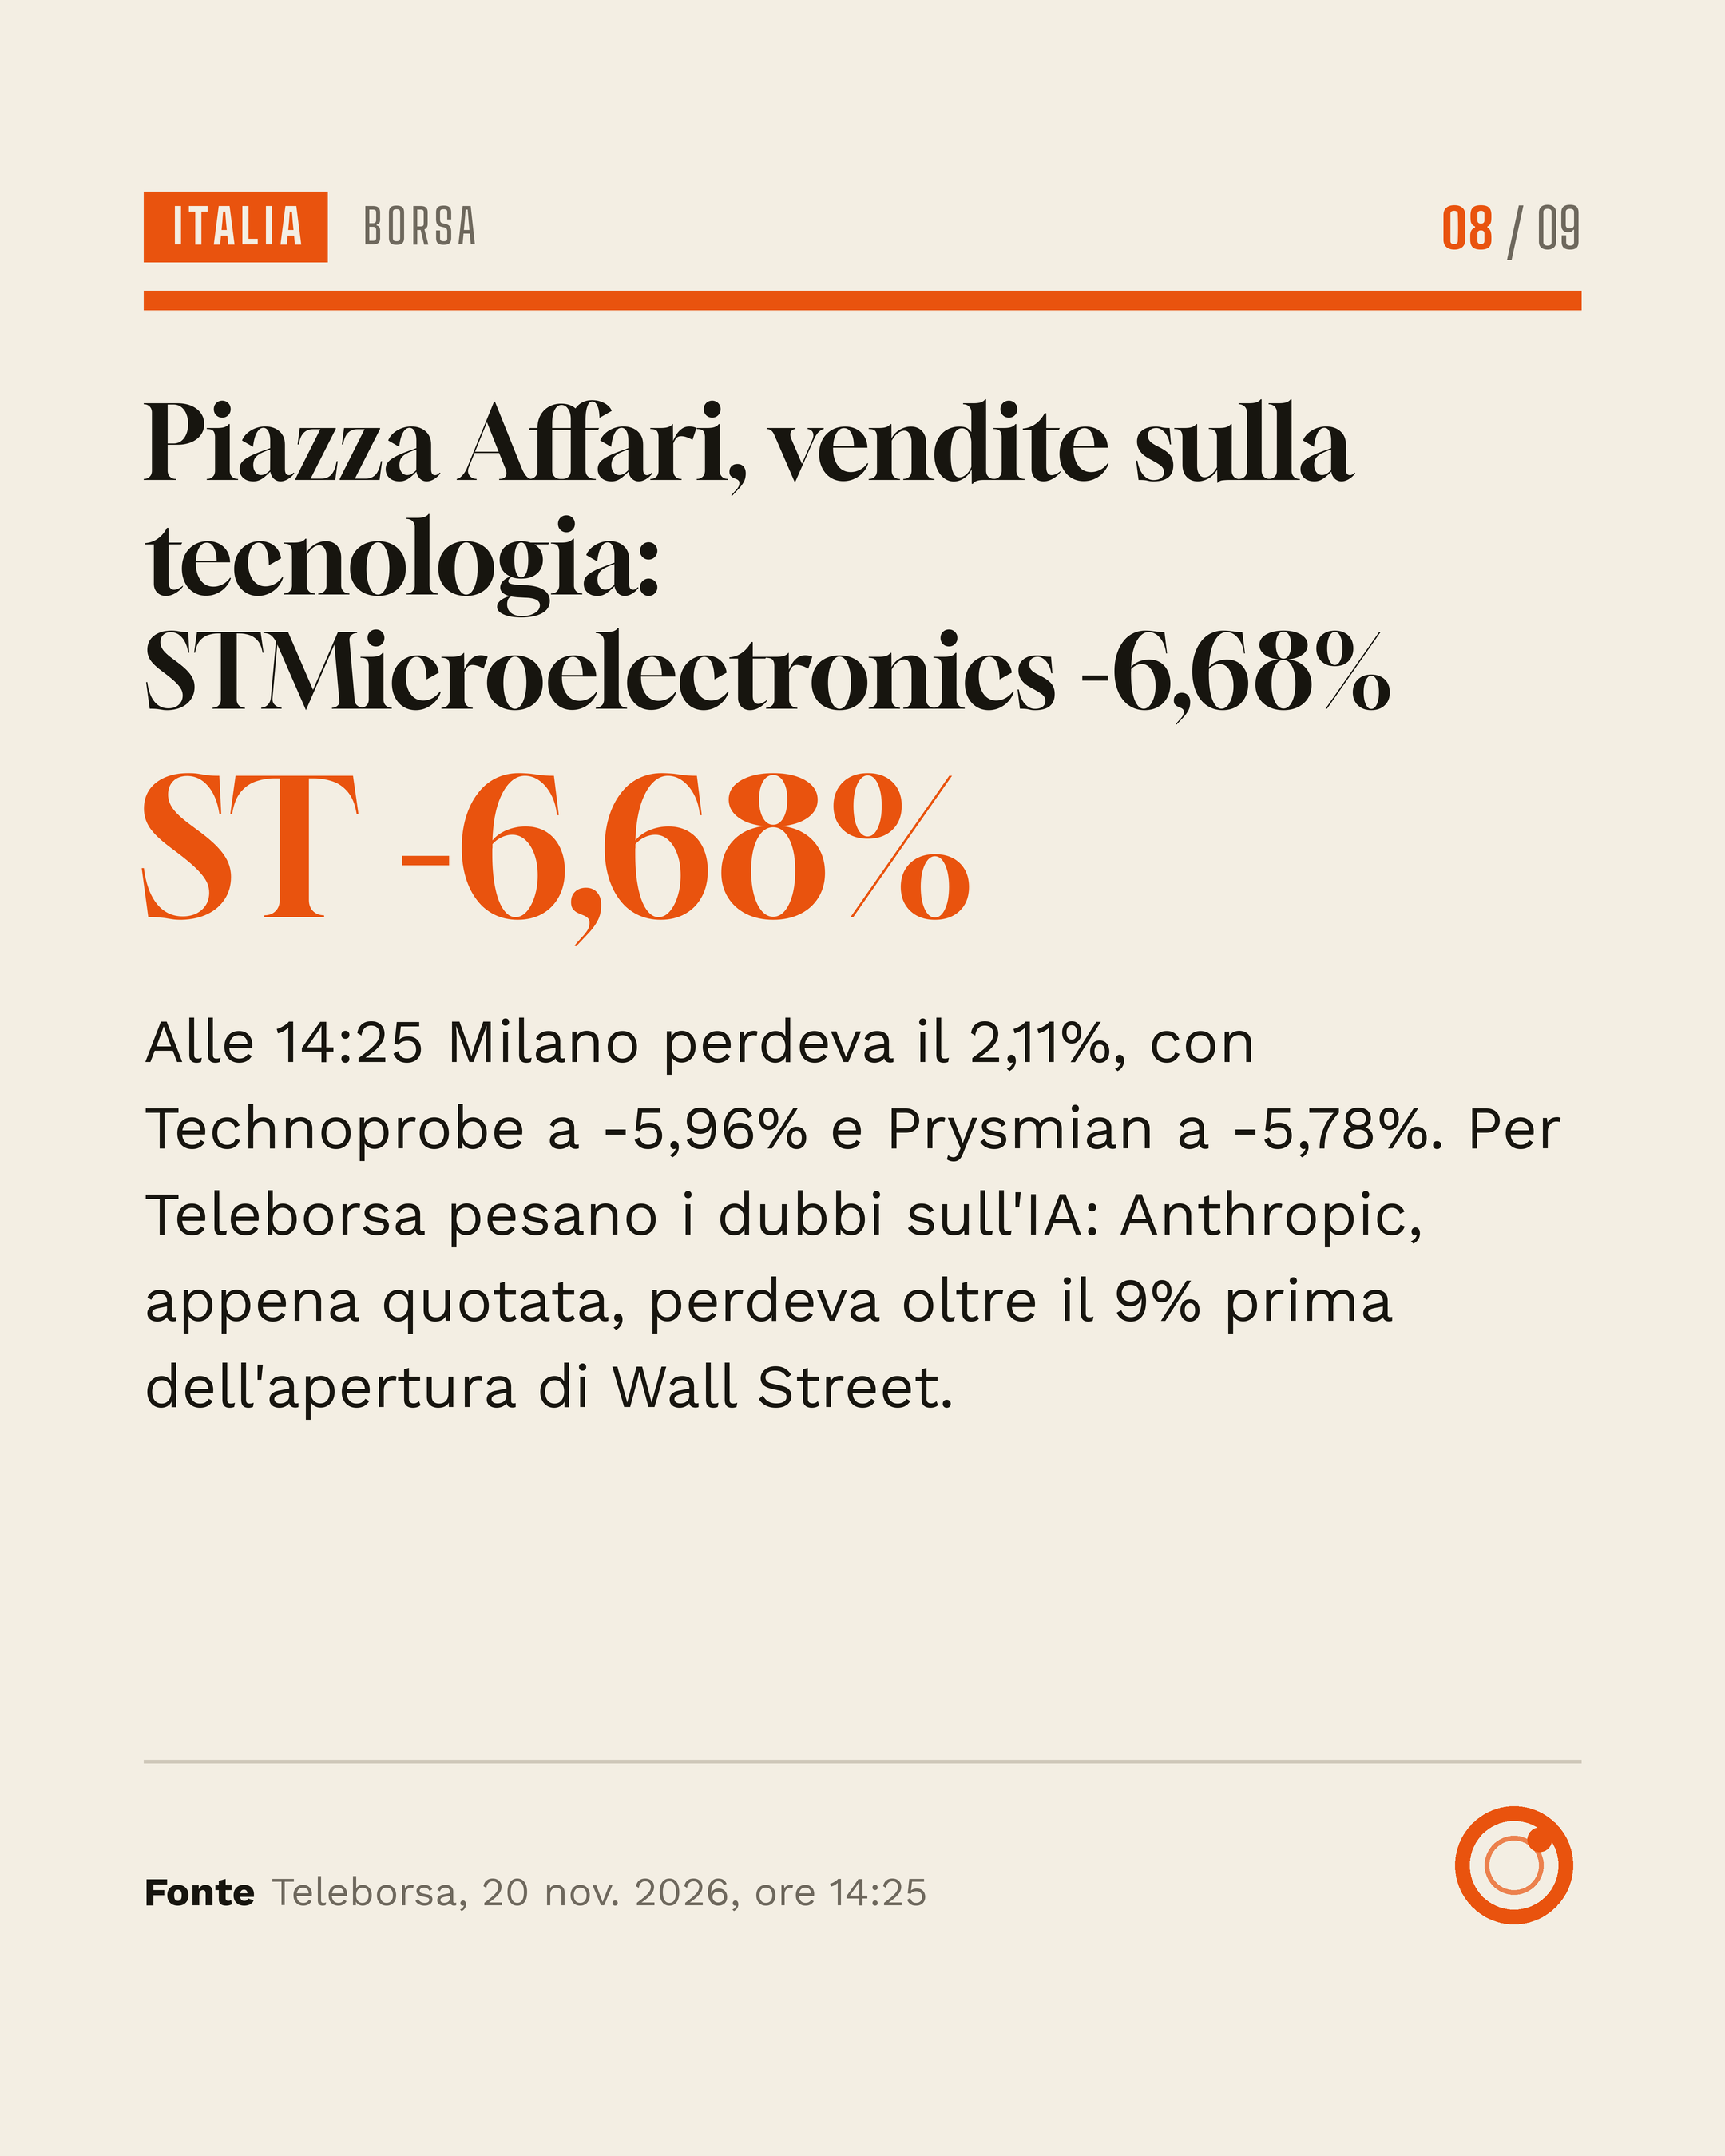 ITALIA BORSA 08 / 09
Piazza Affari, vendite sulla
tecnologia:
STMicroelectronics -6,68%
ST -6,68%
Alle 14:25 Milano perdeva il 2,11%, con
Technoprobe a -5,96% e Prysmian a -5,78%. Per
Teleborsa pesano i dubbi sull'IA: Anthropic,
appena quotata, perdeva oltre il 9% prima
dell'apertura di Wall Street.
Fonte Teleborsa, 20 nov. 2026, ore 14:25